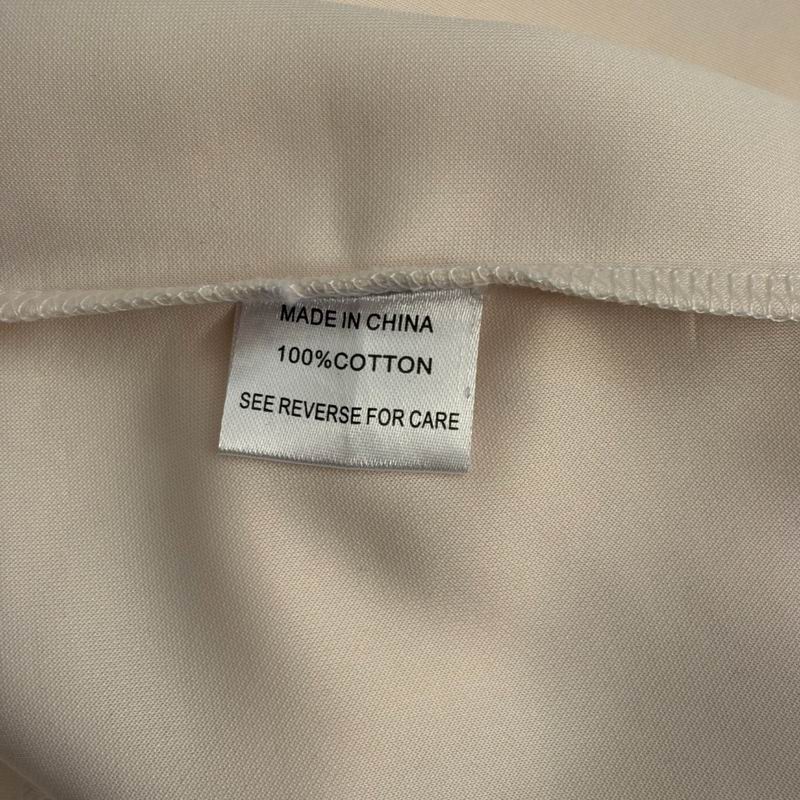 MADE IN CHINA
100%COTTON
SEE REVERSE FOR CARE